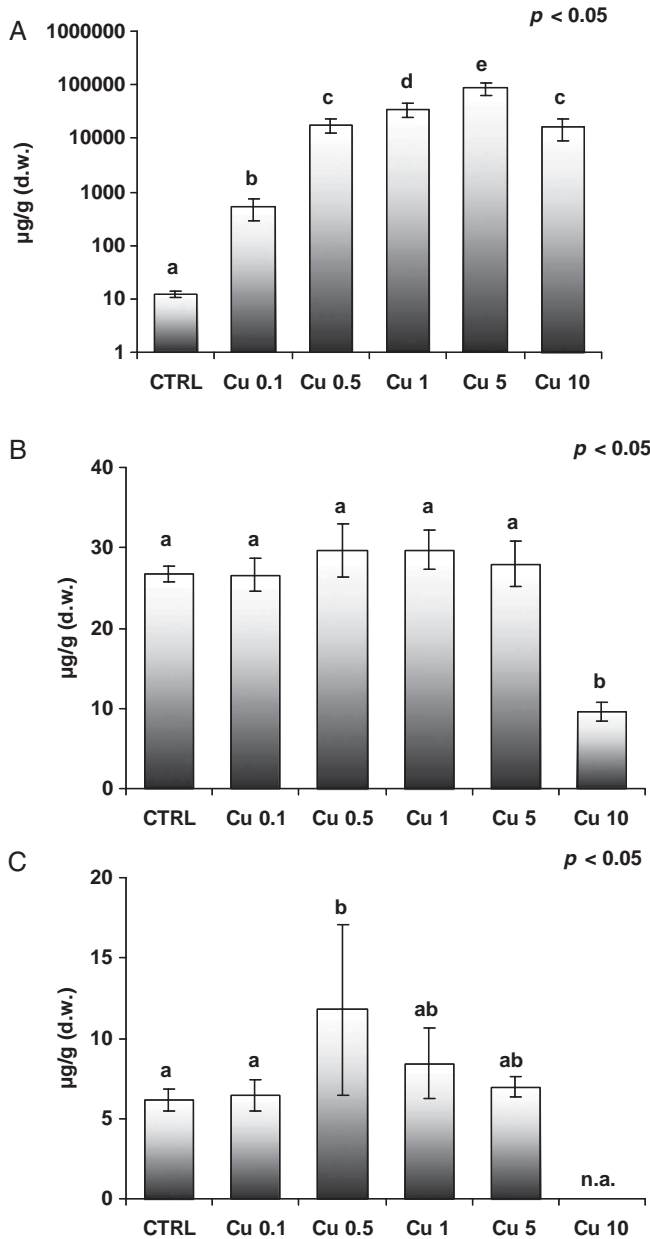 A
p < 0.05
1000000
100000
10000
1000
100
10
1
µg/g (d.w.)
a
b
c
d
e
c
CTRL Cu 0.1 Cu 0.5 Cu 1 Cu 5 Cu 10
B
p < 0.05
40
30
20
10
0
µg/g (d.w.)
a
a
a
a
a
b
CTRL Cu 0.1 Cu 0.5 Cu 1 Cu 5 Cu 10
C
p < 0.05
20
15
10
5
0
µg/g (d.w.)
a
a
b
ab
ab
n.a.
CTRL Cu 0.1 Cu 0.5 Cu 1 Cu 5 Cu 10